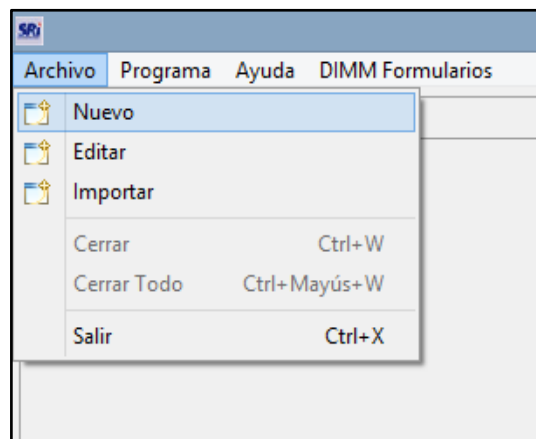 SRi
Archivo Programa Ayuda DIMM Formularios
Nuevo
Editar
Importar
Cerrar Ctrl+W
Cerrar Todo Ctrl+Mayús+W
Salir Ctrl+X